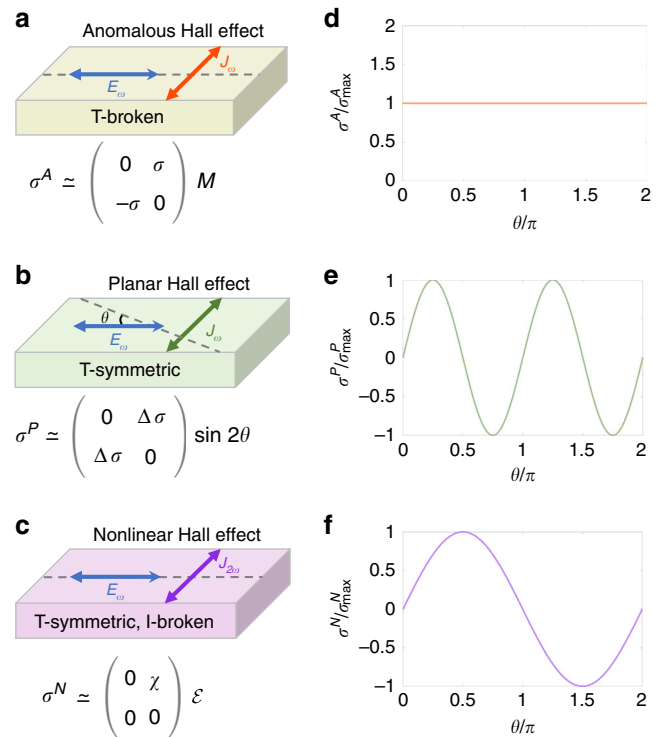 a
Anomalous Hall effect
E_ω
J_ω
T-broken
σ^A ≃ ( 0 σ
−σ 0 ) M
d
2
1.5
1
0.5
0
0 0.5 1 1.5 2
σ^A/σ^A_max
θ/π
b
Planar Hall effect
θ
E_ω
J_ω
T-symmetric
σ^P ≃ ( 0 Δσ
Δσ 0 ) sin 2θ
e
1
0.5
0
−0.5
−1
0 0.5 1 1.5 2
σ^P/σ^P_max
θ/π
c
Nonlinear Hall effect
E_ω
J_2ω
T-symmetric, I-broken
σ^N ≃ ( 0 χ
0 0 ) ℰ
f
1
0.5
0
−0.5
−1
0 0.5 1 1.5 2
σ^N/σ^N_max
θ/π